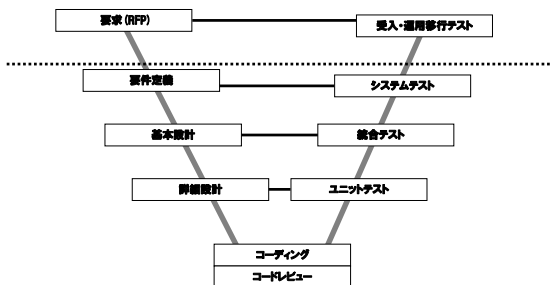 要求(RFP)
受入・運用移行テスト
要件定義
システムテスト
基本設計
統合テスト
詳細設計
ユニットテスト
コーディング
コードレビュー